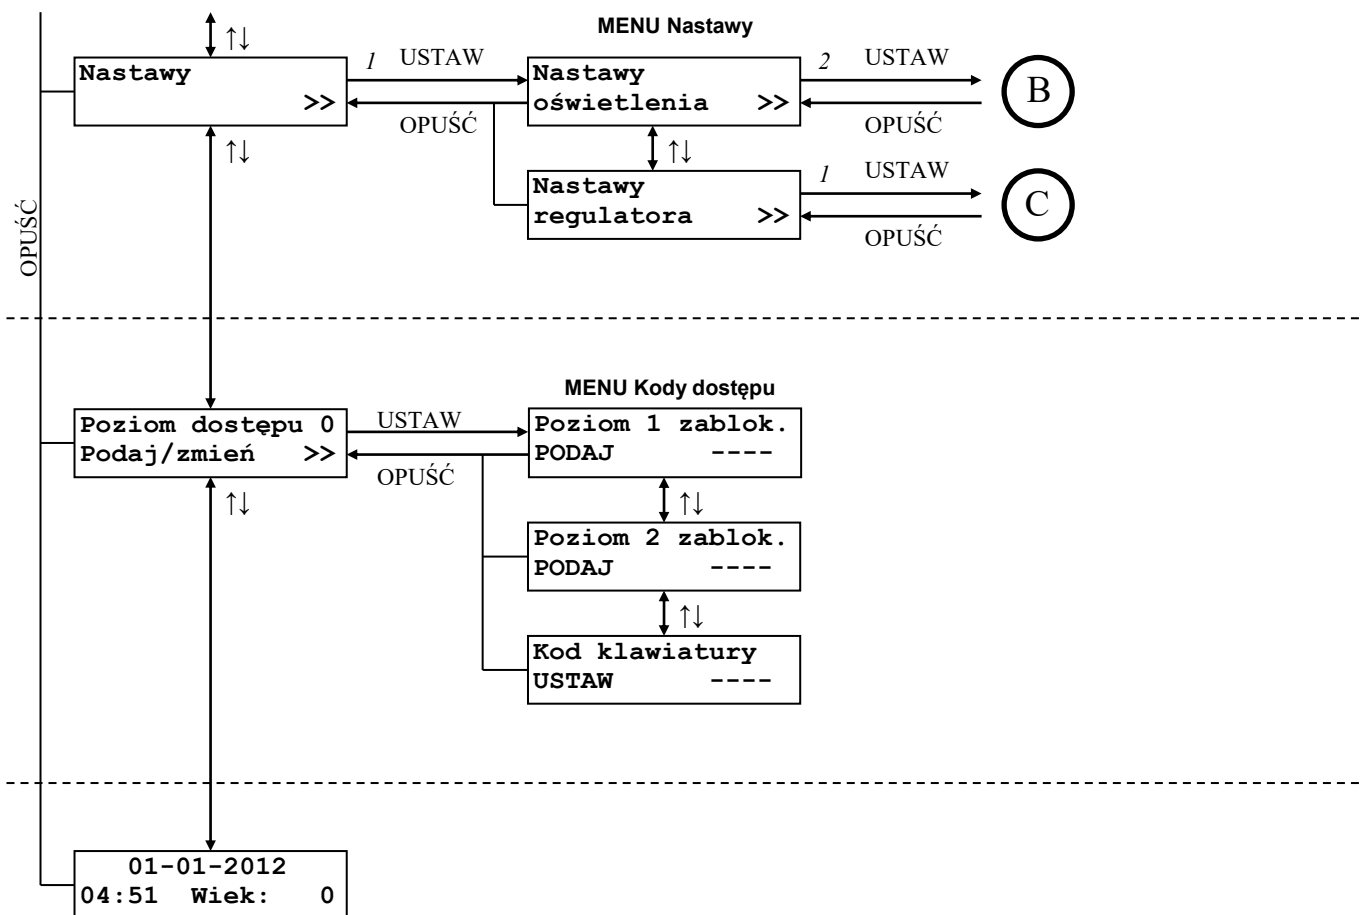 MENU Nastawy
↑↓
Nastawy
>>
1 USTAW
OPUŚĆ
Nastawy
oświetlenia >>
2 USTAW
OPUŚĆ
B
↑↓
↑↓
Nastawy
regulatora >>
1 USTAW
OPUŚĆ
C
OPUŚĆ
MENU Kody dostępu
Poziom dostępu 0
Podaj/zmień >>
USTAW
OPUŚĆ
Poziom 1 zablok.
PODAJ ----
↑↓
↑↓
Poziom 2 zablok.
PODAJ ----
↑↓
Kod klawiatury
USTAW ----
01-01-2012
04:51 Wiek: 0